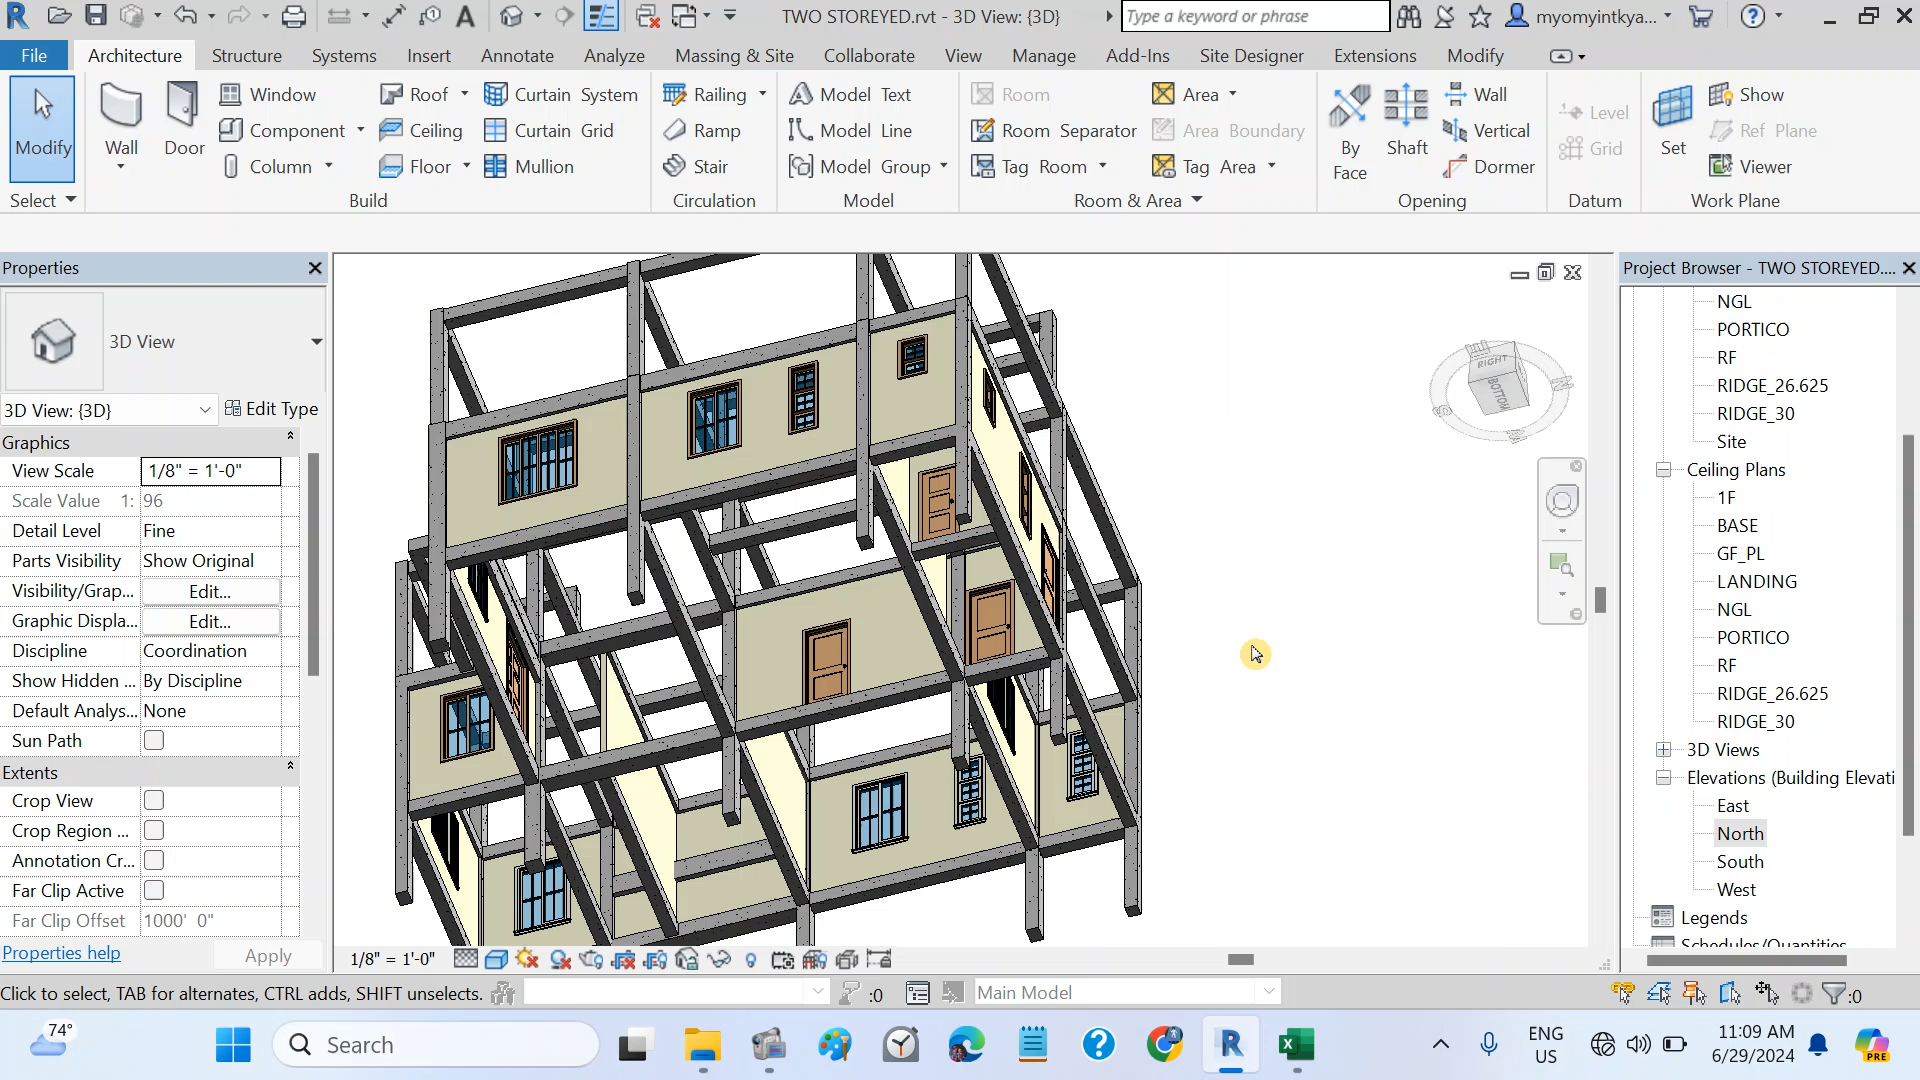 TWO STOREYED.rvt - 3D View: {3D}
Type a keyword or phrase
myomyintkya...
File Architecture Structure Systems Insert Annotate Analyze Massing & Site Collaborate View Manage Add-Ins Site Designer Extensions Modify
Modify
Select
Wall
Door
Window
Component
Column
Roof
Ceiling
Floor
Curtain System
Curtain Grid
Mullion
Build
Railing
Ramp
Stair
Circulation
Model Text
Model Line
Model Group
Model
Room
Room Separator
Tag Room
Area
Area Boundary
Tag Area
Room & Area
By
Face
Shaft
Wall
Vertical
Dormer
Opening
Level
Grid
Datum
Set
Show
Ref Plane
Viewer
Work Plane
Properties
3D View
3D View: {3D}
Edit Type
Graphics
View Scale 1/8" = 1'-0"
Scale Value 1: 96
Detail Level Fine
Parts Visibility Show Original
Visibility/Grap... Edit...
Graphic Displa... Edit...
Discipline Coordination
Show Hidden ... By Discipline
Default Analys... None
Sun Path
Extents
Crop View
Crop Region ...
Annotation Cr...
Far Clip Active
Far Clip Offset 1000' 0"
Properties help
Apply
RIGHT
BOTTOM
Project Browser - TWO STOREYED....
NGL
PORTICO
RF
RIDGE_26.625
RIDGE_30
Site
Ceiling Plans
1F
BASE
GF_PL
LANDING
NGL
PORTICO
RF
RIDGE_26.625
RIDGE_30
3D Views
Elevations (Building Elevati
East
North
South
West
Legends
Schedules/Quantities
1/8" = 1'-0"
Click to select, TAB for alternates, CTRL adds, SHIFT unselects.
:0
Main Model
:0
74°
Search
ENG
US
11:09 AM
6/29/2024
PRE